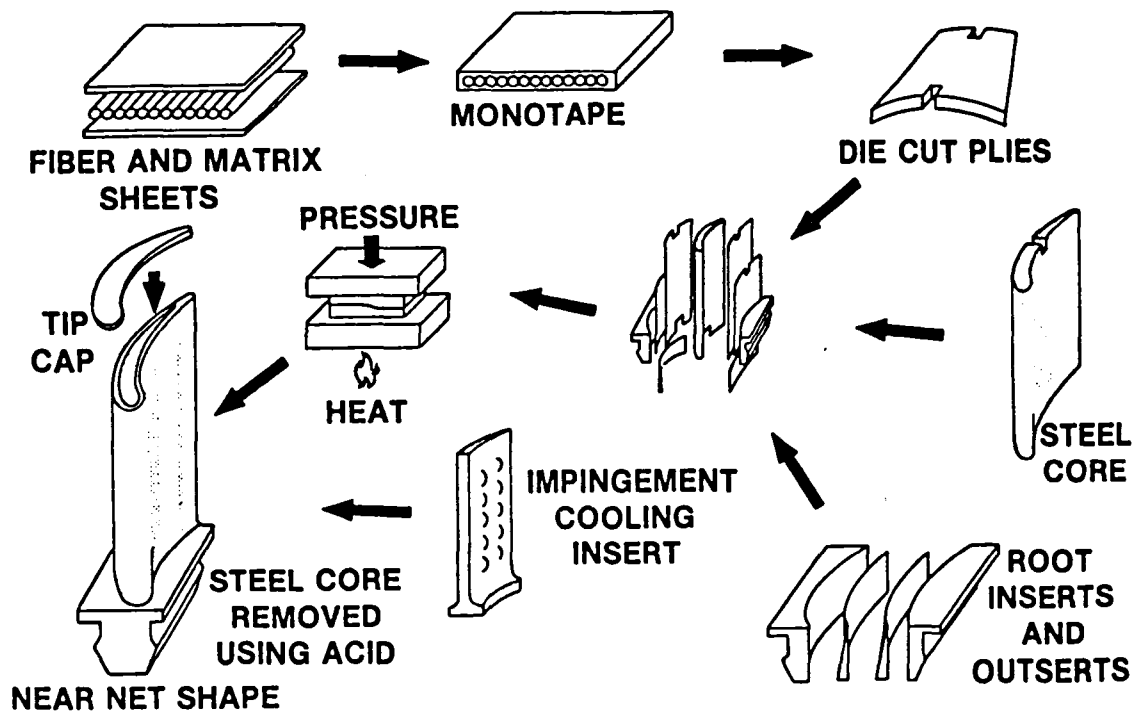 MONOTAPE
FIBER AND MATRIX
SHEETS
DIE CUT PLIES
PRESSURE
TIP
CAP
HEAT
STEEL
CORE
IMPINGEMENT
COOLING
INSERT
STEEL CORE
REMOVED
USING ACID
ROOT
INSERTS
AND
OUTSERTS
NEAR NET SHAPE